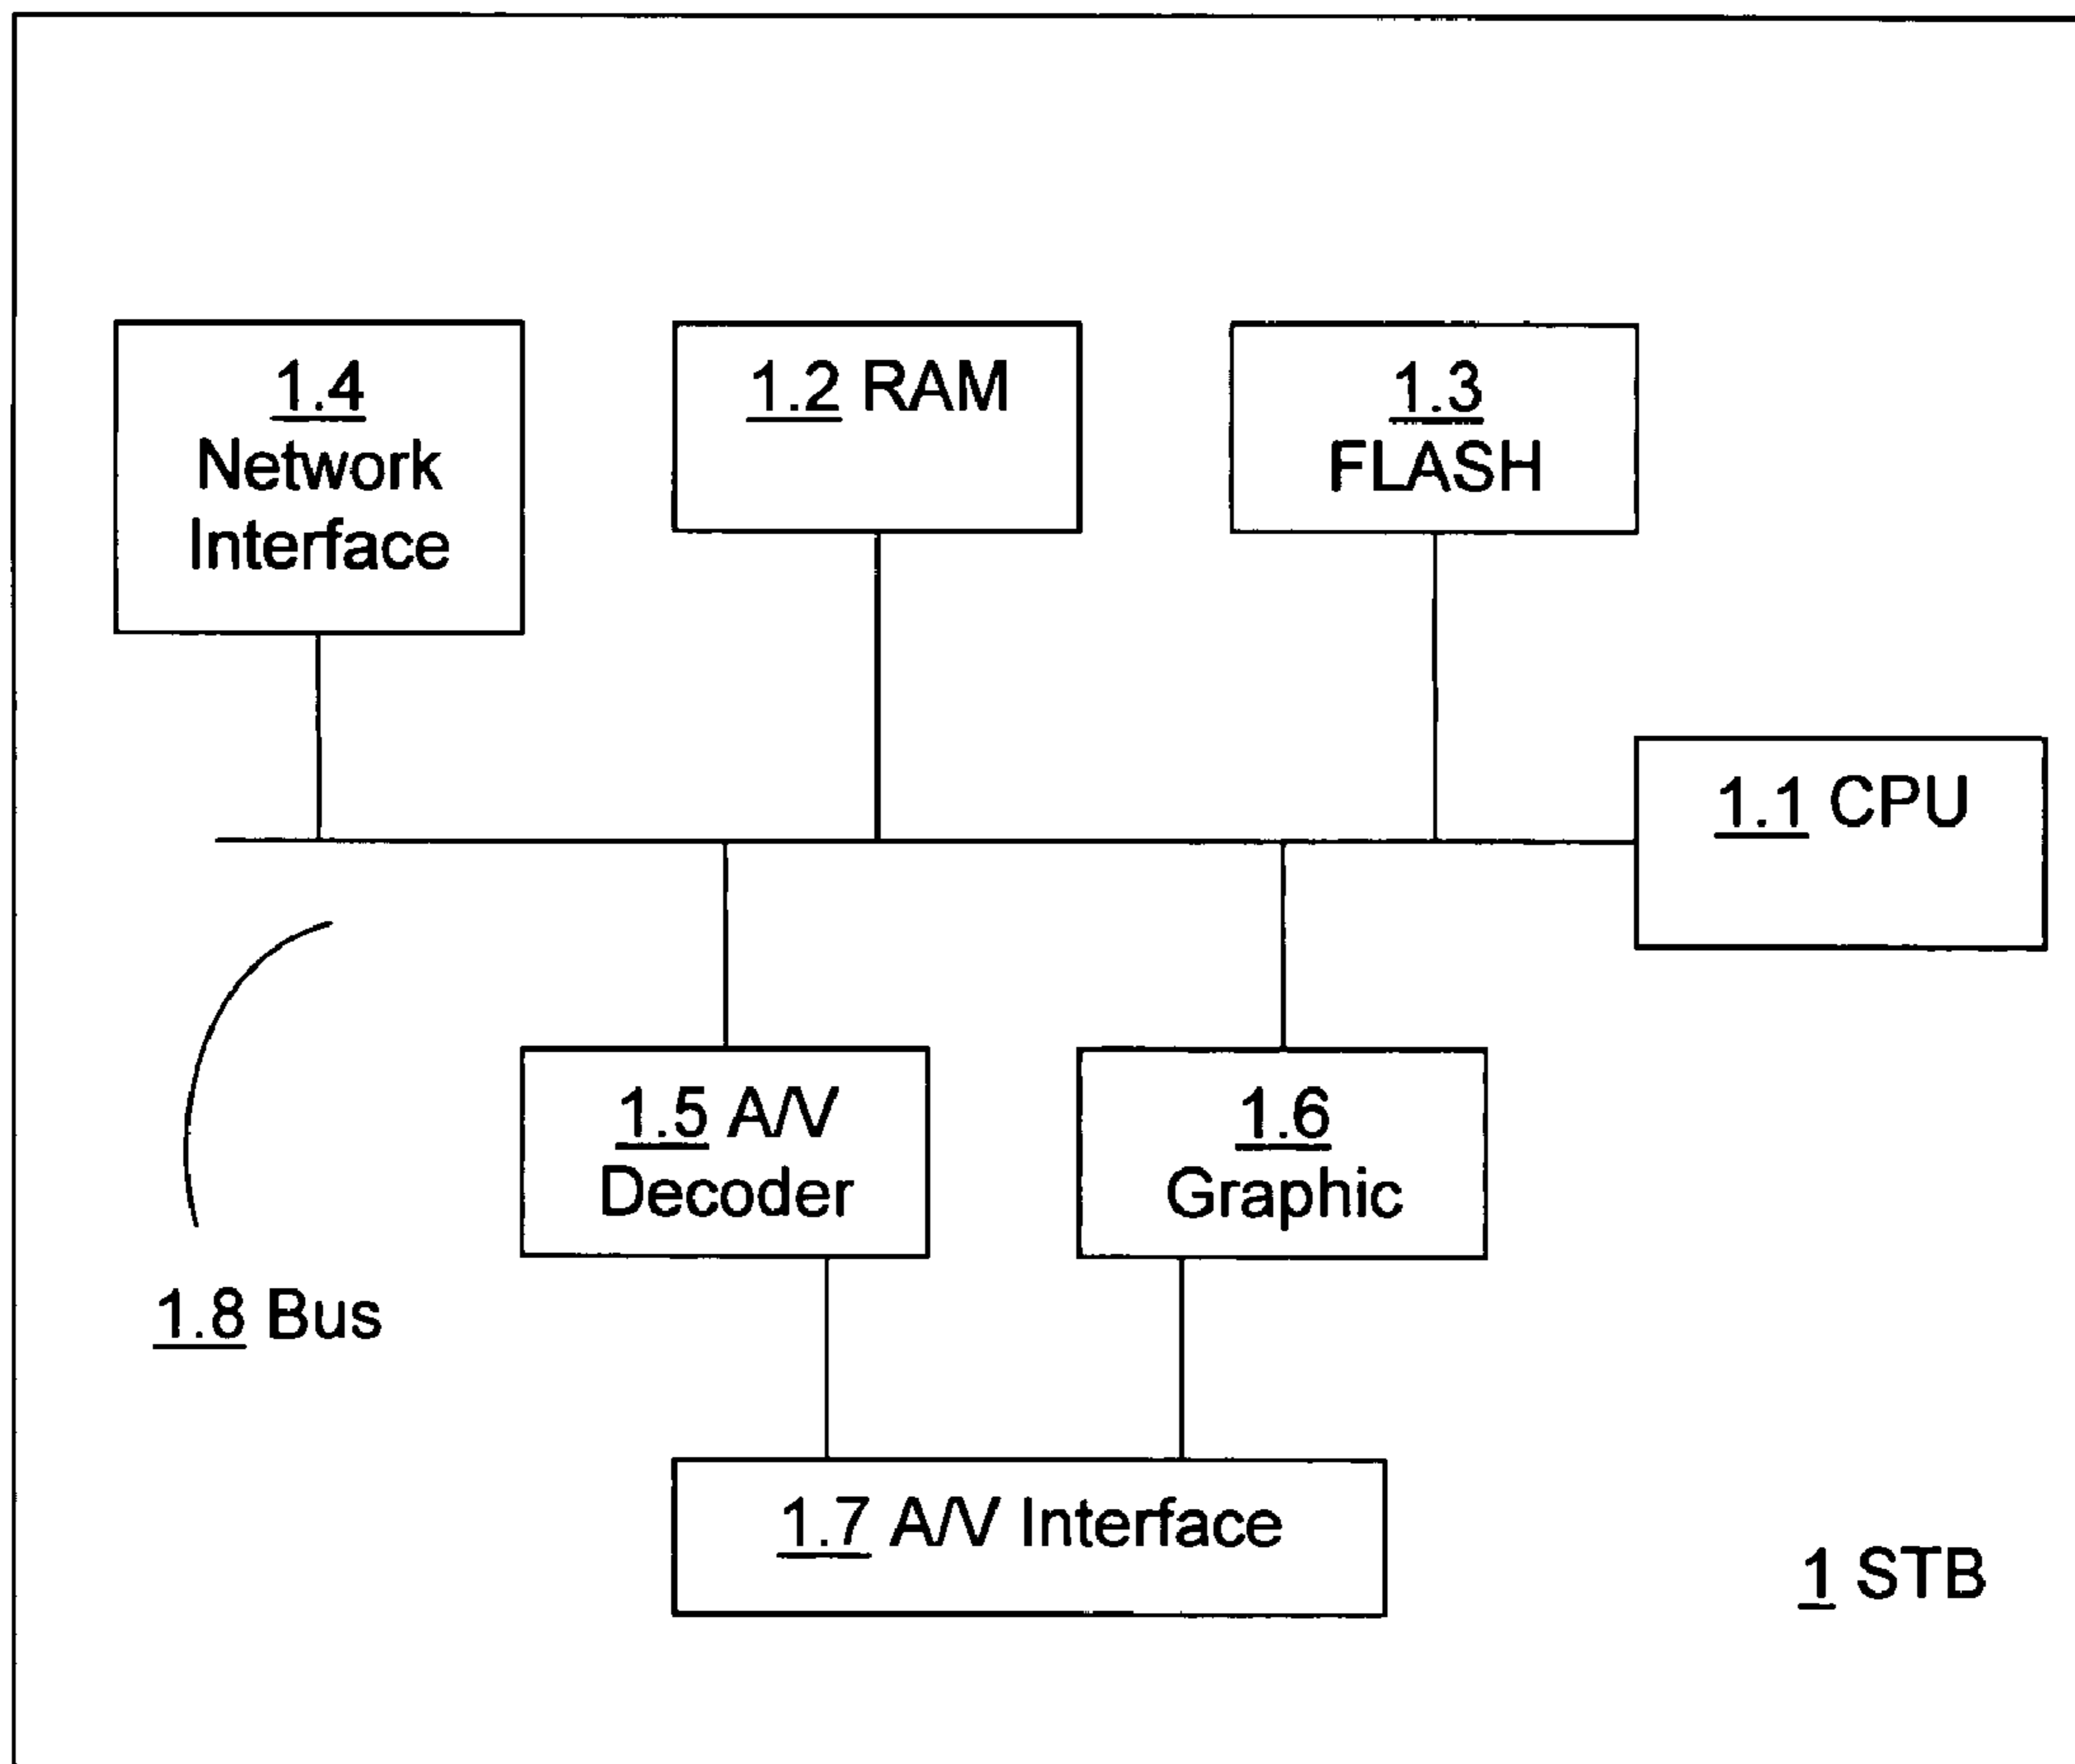 1.4
Network
Interface
1.2 RAM
1.3
FLASH
1.1 CPU
1.5 A/V
Decoder
1.6
Graphic
1.8 Bus
1.7 A/V Interface
1 STB